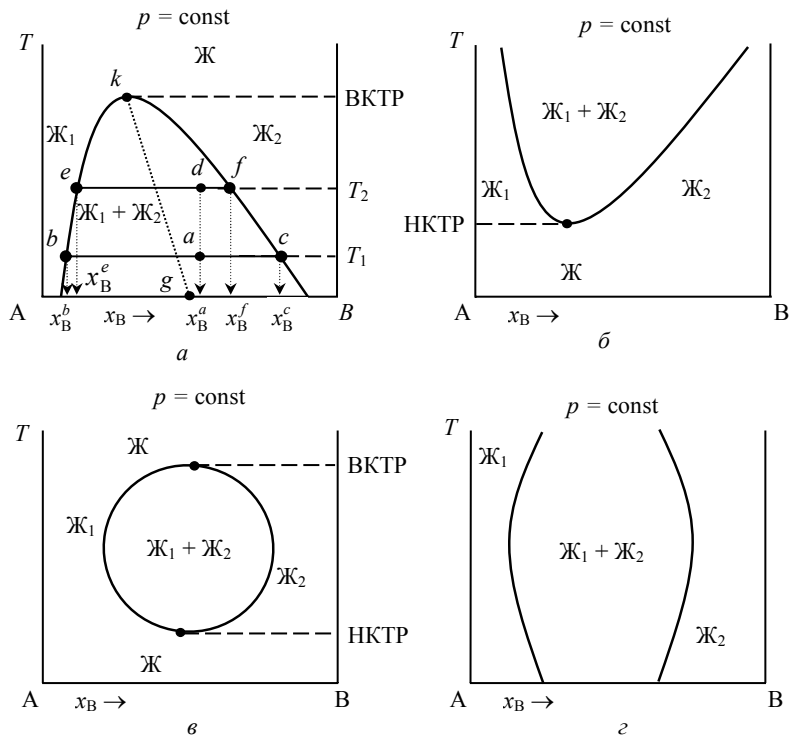 p = const
T
Ж
k
ВКТР
Ж₁
Ж₂
e
d
f
T₂
Ж₁ + Ж₂
b
a
c
T₁
x_B^e
g
A
x_B^b
x_B →
x_B^a
x_B^f
x_B^c
B
а
p = const
T
Ж₁ + Ж₂
Ж₁
Ж₂
НКТР
Ж
A
x_B →
B
б
p = const
T
Ж
ВКТР
Ж₁
Ж₁ + Ж₂
Ж₂
НКТР
Ж
A
x_B →
B
в
p = const
T
Ж₁
Ж₁ + Ж₂
Ж₂
A
x_B →
B
г